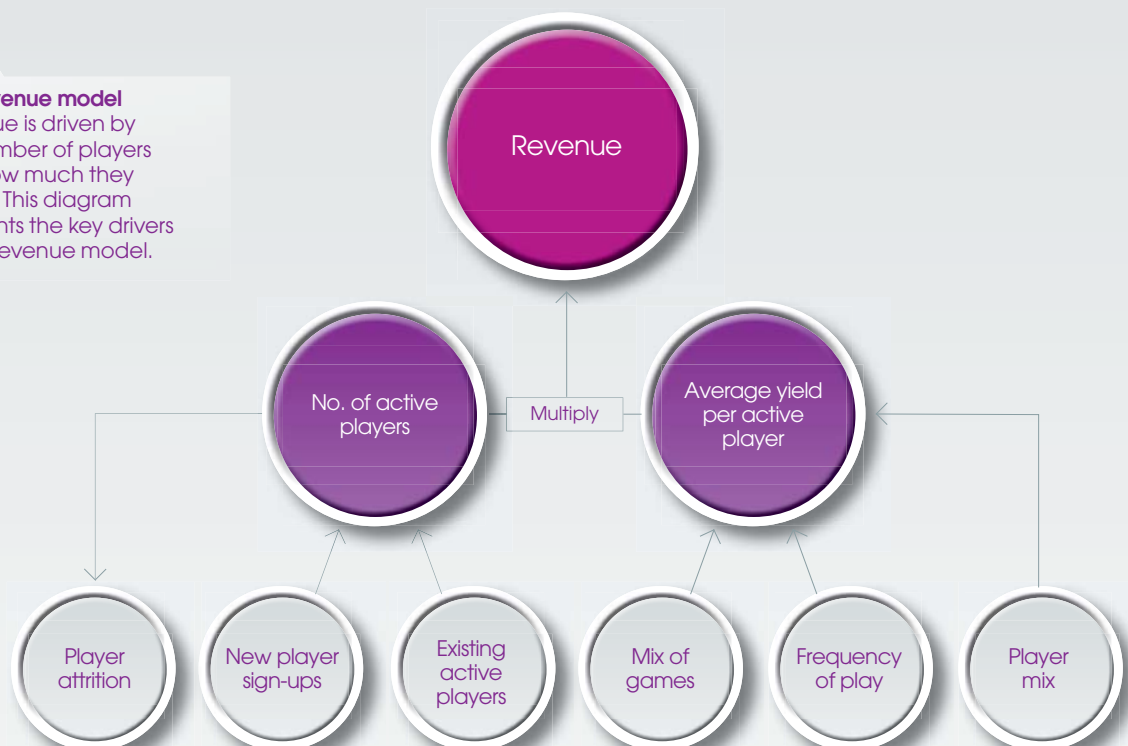 venue model
ue is driven by
mber of players
ow much they
This diagram
nts the key drivers
revenue model.
Revenue
No. of active
players
Multiply
Average yield
per active
player
Player
attrition
New player
sign-ups
Existing
active
players
Mix of
games
Frequency
of play
Player
mix